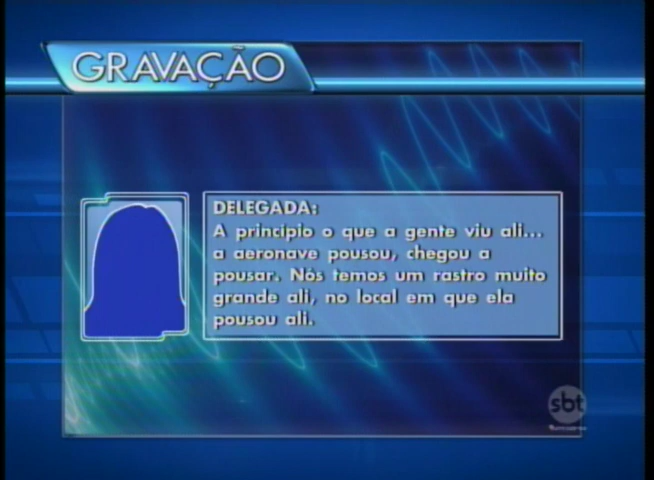 GRAVAÇÃO
DELEGADA:
A princípio o que a gente viu ali...
a aeronave pousou, chegou a
pousar. Nós temos um rastro muito
grande ali, no local em que ela
pousou ali.
sbt